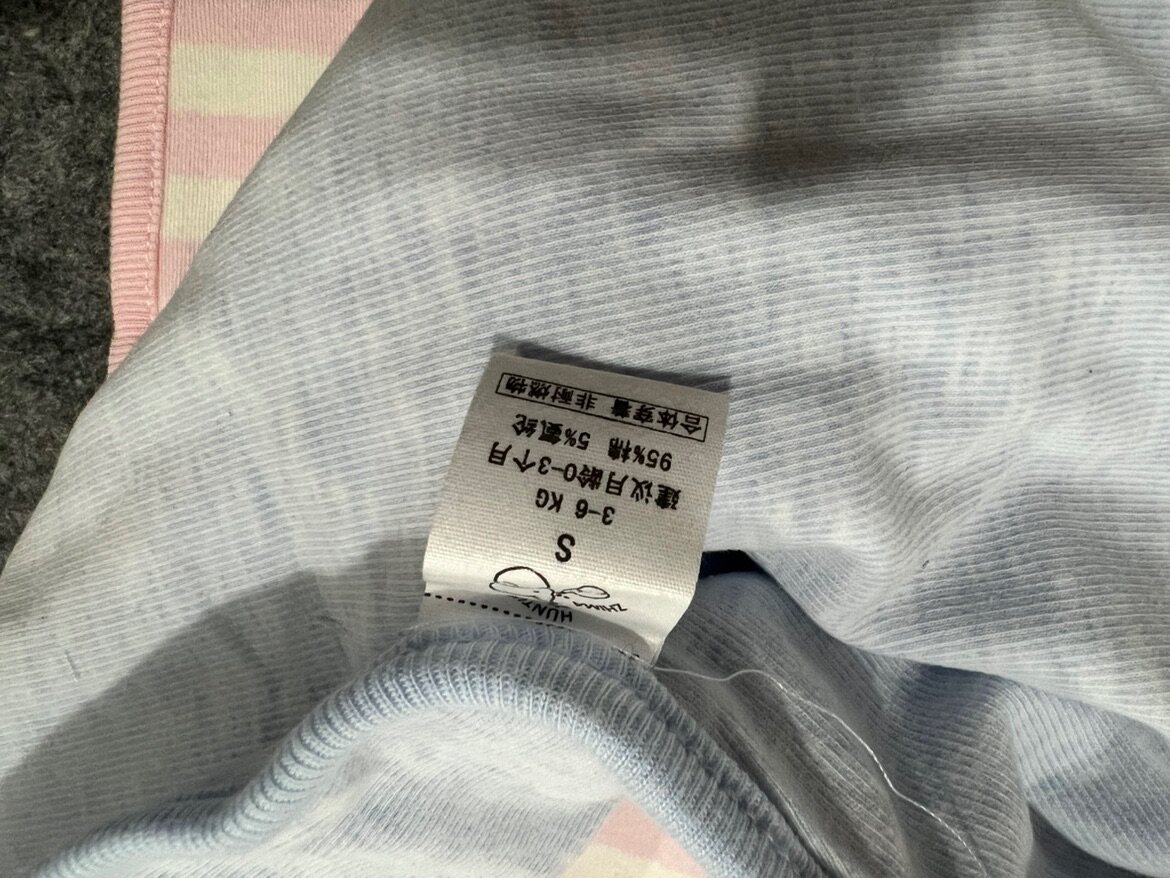 HUN
S
3-6 KG
建议月龄0-3个月
95%棉 5%氨纶
合体穿着 非耐燃物